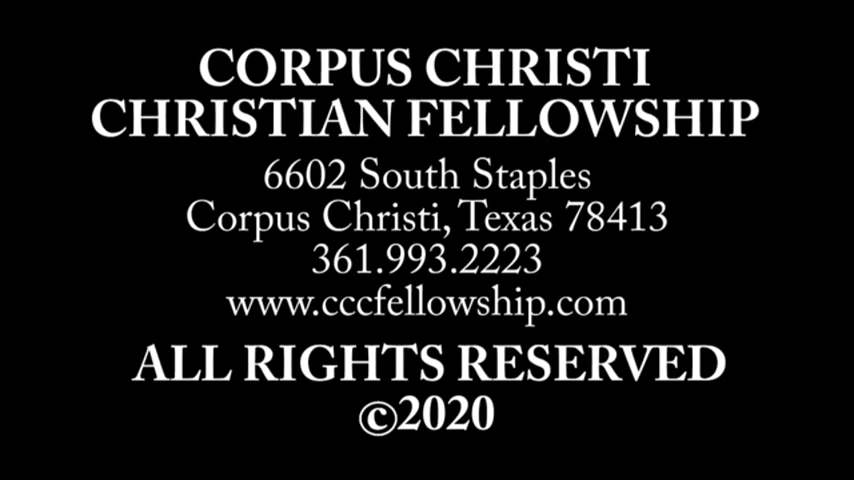 CORPUS CHRISTI
CHRISTIAN FELLOWSHIP
6602 South Staples
Corpus Christi, Texas 78413
361.993.2223
www.cccfellowship.com
ALL RIGHTS RESERVED
©2020